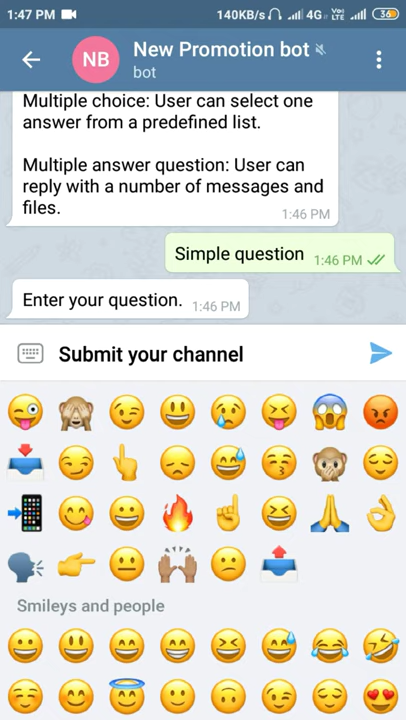 1:47 PM 140KB/s 4G Vo LTE 36
NB New Promotion bot
bot
Multiple choice: User can select one
answer from a predefined list.
Multiple answer question: User can
reply with a number of messages and
files.
1:46 PM
Simple question 1:46 PM
Enter your question. 1:46 PM
Submit your channel
Smileys and people